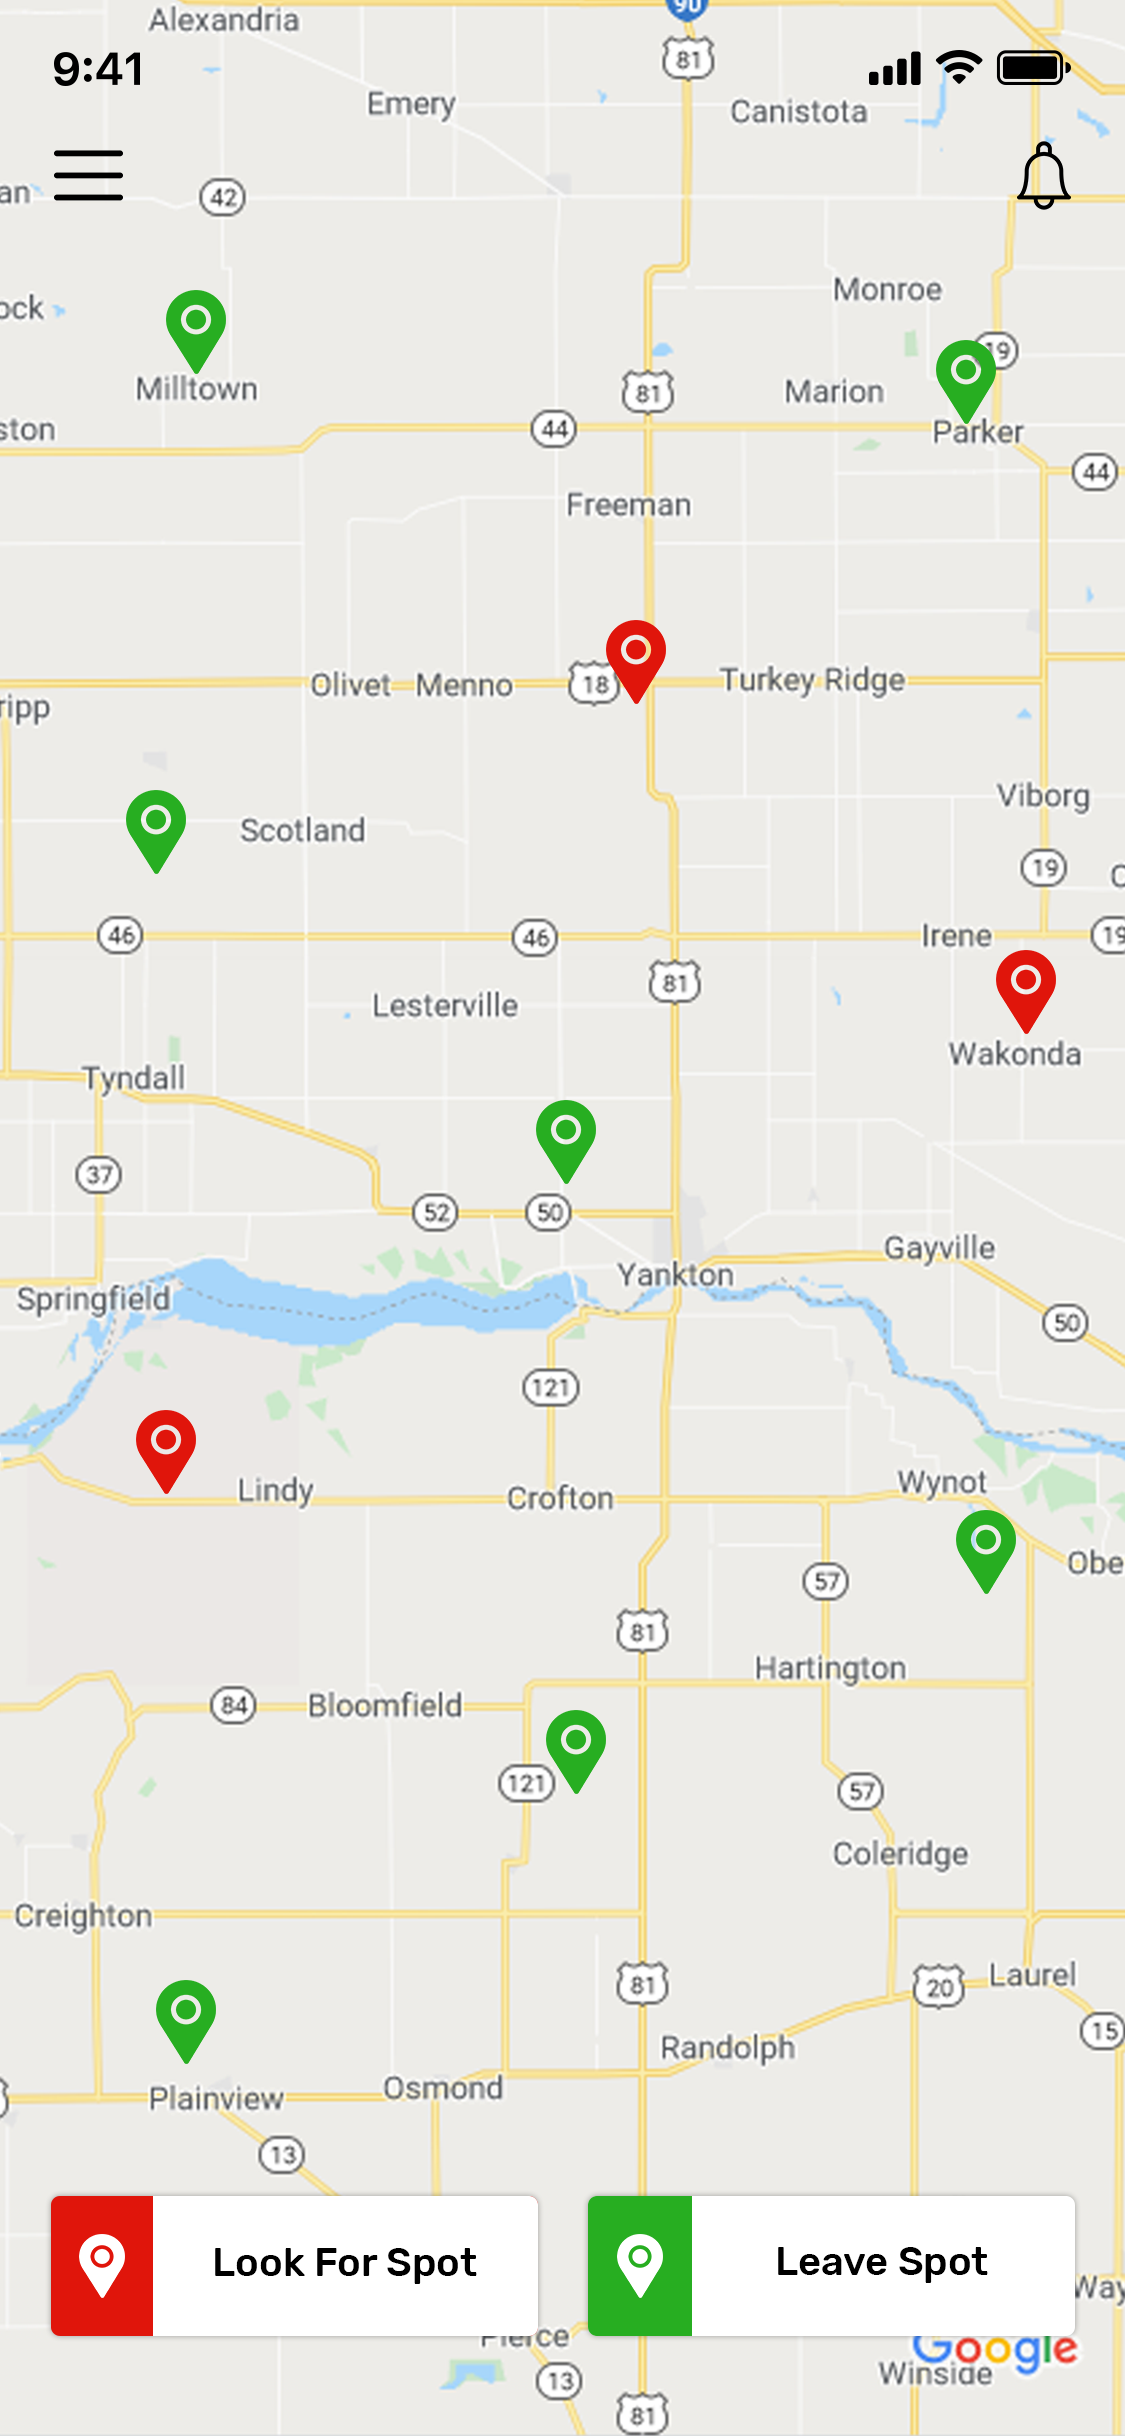 Alexandria
90
81
9:41
Emery
Canistota
an
42
ock
Monroe
19
Milltown
81
Marion
ston
44
Parker
44
Freeman
Olivet
Menno
18
Turkey Ridge
ripp
Viborg
Scotland
19
46
46
Irene
19
81
Lesterville
Wakonda
Tyndall
37
52
50
Gayville
Yankton
Springfield
50
121
Lindy
Crofton
Wynot
Obe
57
81
Hartington
84
Bloomfield
121
57
Coleridge
Creighton
Laurel
81
20
15
Randolph
Osmond
Plainview
13
Look For Spot
Leave Spot
Way
Pierce
Google
Winside
13
81